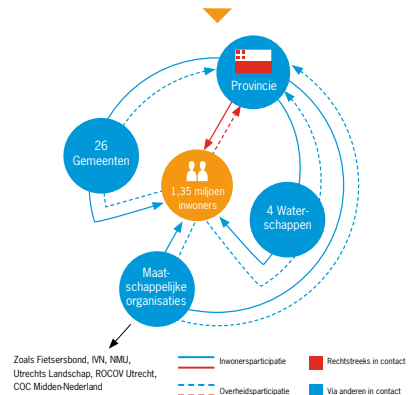 Provincie
26
Gemeenten
1,35 miljoen
inwoners
4 Water-
schappen
Maat-
schappelijke
organisaties
Zoals Fietsersbond, IVN, NMU,
Utrechts Landschap, ROCOV Utrecht,
COC Midden-Nederland
Inwonersparticipatie
Rechtstreeks in contact
Overheidsparticipatie
Via anderen in contact